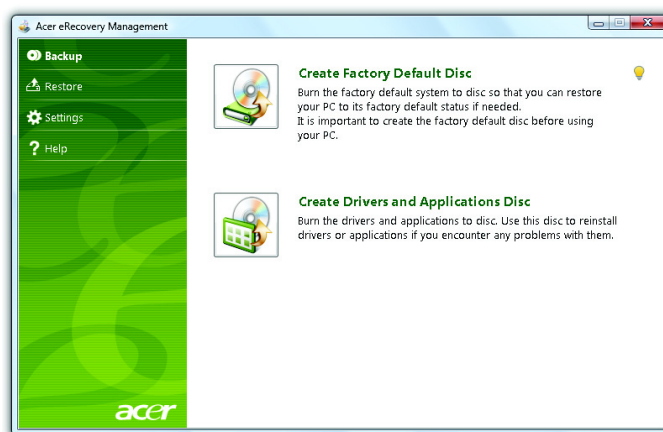 Acer eRecovery Management
Backup
Restore
Settings
? Help
Create Factory Default Disc
Burn the factory default system to disc so that you can restore
your PC to its factory default status if needed.
It is important to create the factory default disc before using
your PC.
Create Drivers and Applications Disc
Burn the drivers and applications to disc. Use this disc to reinstall
drivers or applications if you encounter any problems with them.
acer